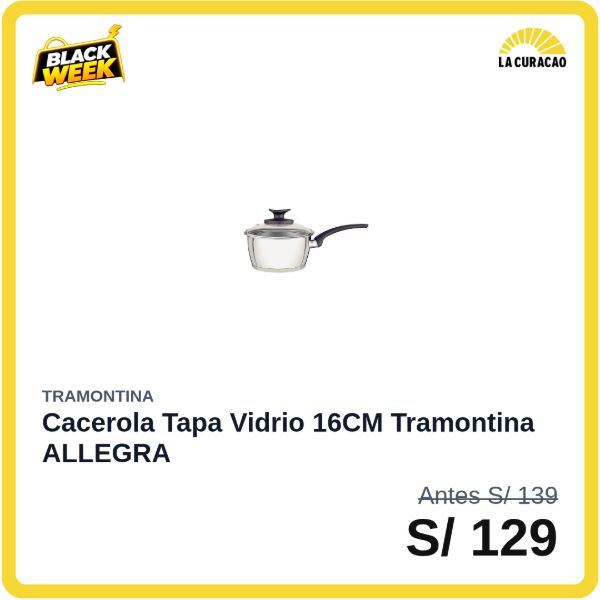 BLACK
WEEK
LA CURACAO
TRAMONTINA
Cacerola Tapa Vidrio 16CM Tramontina
ALLEGRA
Antes S/ 139
S/ 129